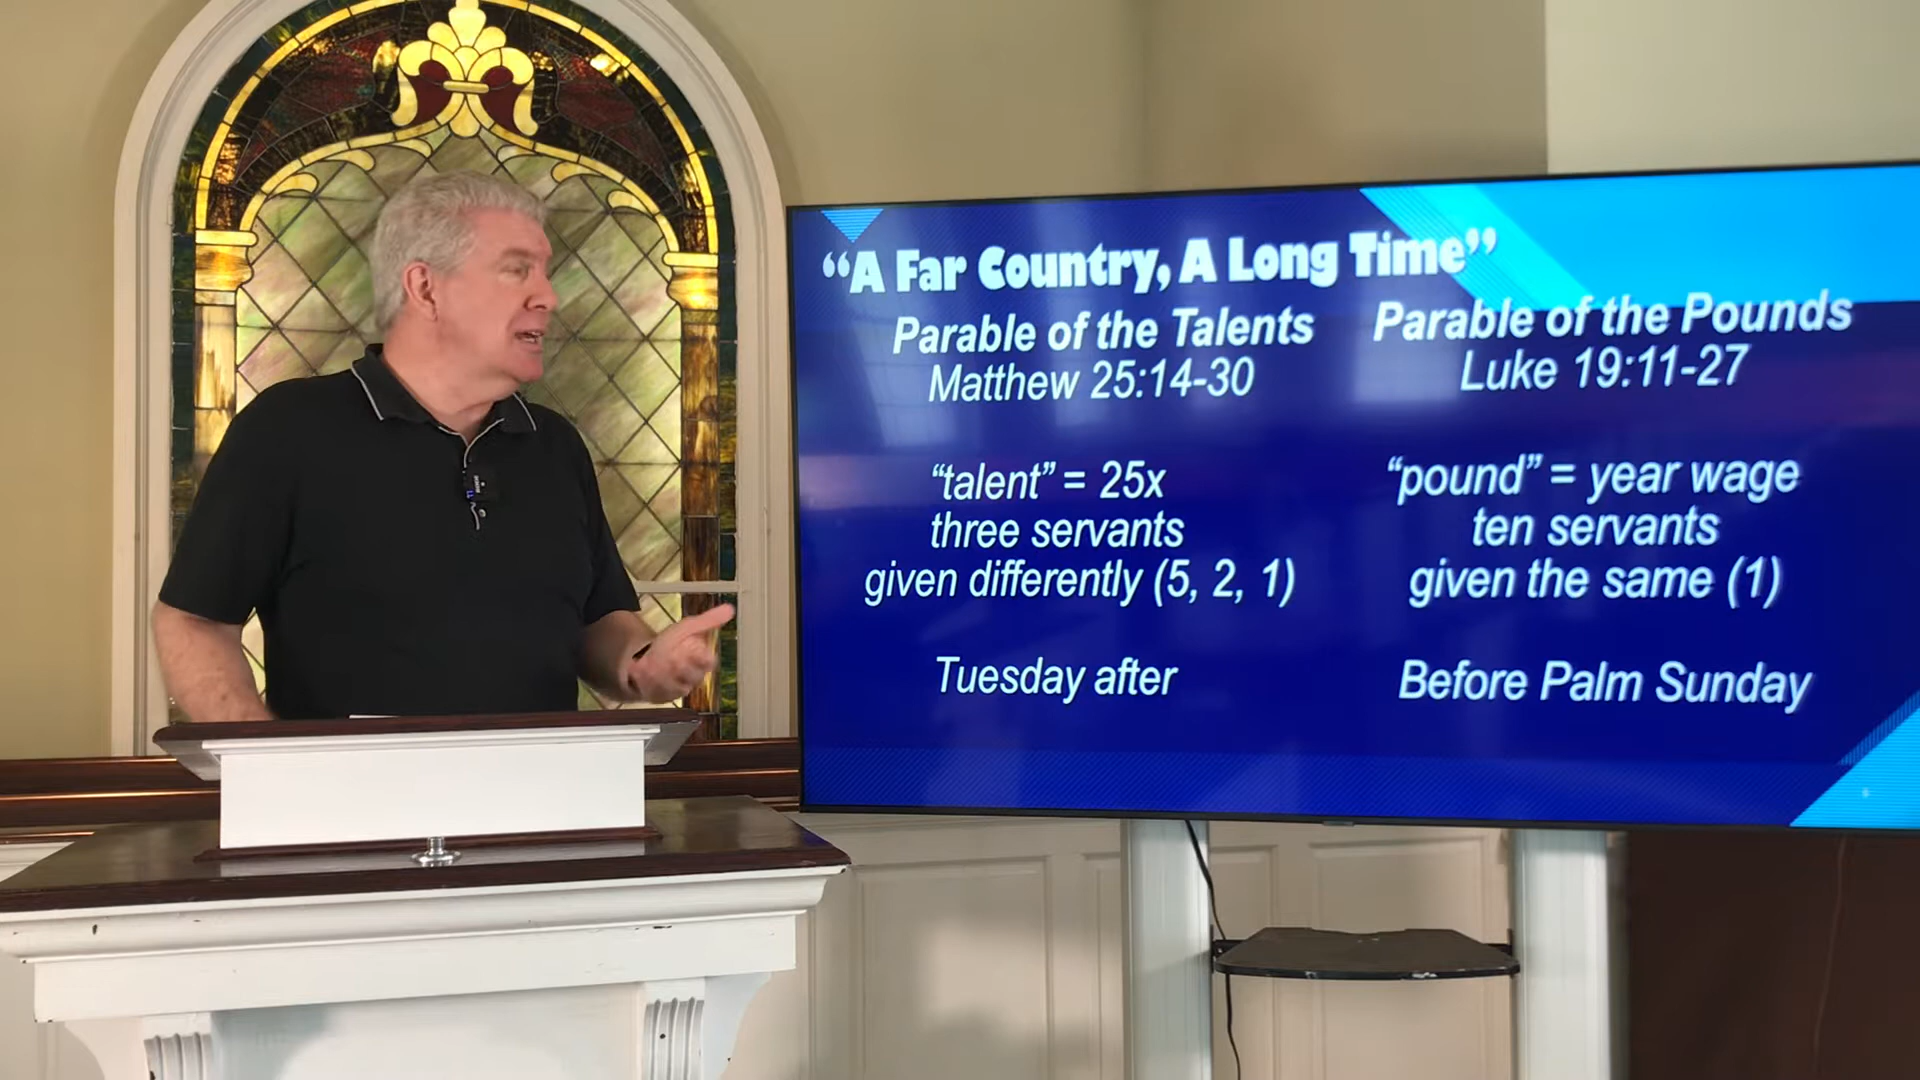 “A Far Country, A Long Time”
Parable of the Talents
Matthew 25:14-30
“talent” = 25x
three servants
given differently (5, 2, 1)
Tuesday after
Parable of the Pounds
Luke 19:11-27
“pound” = year wage
ten servants
given the same (1)
Before Palm Sunday